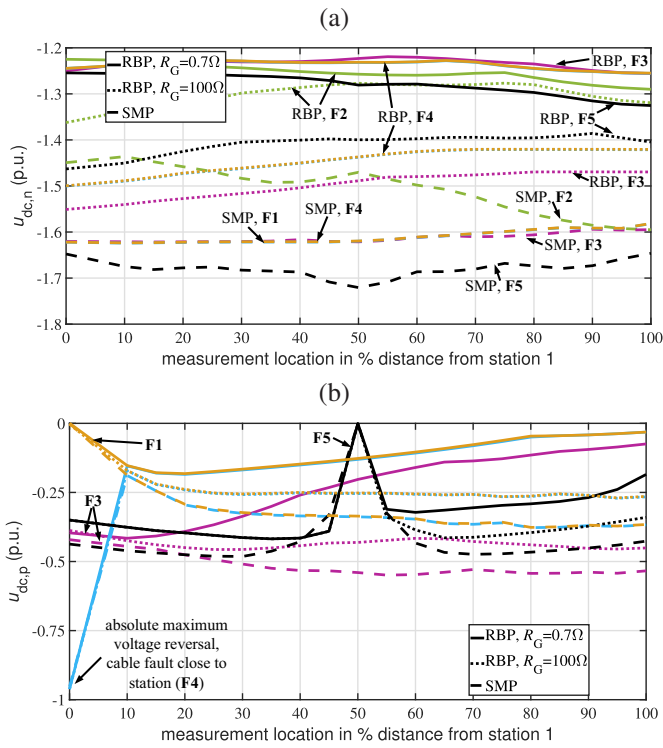 (a)
-1.2
-1.3
-1.4
-1.5
-1.6
-1.7
-1.8
u_dc,n (p.u.)
RBP, R_G=0.7Ω
RBP, R_G=100Ω
SMP
RBP, F3
RBP, F2
RBP, F4
RBP, F5
RBP, F3
SMP, F1
SMP, F4
SMP, F2
SMP, F3
SMP, F5
0 10 20 30 40 50 60 70 80 90 100
measurement location in % distance from station 1
(b)
0
-0.25
-0.5
-0.75
-1
u_dc,p (p.u.)
F1
F5
F3
absolute maximum
voltage reversal,
cable fault close to
station (F4)
RBP, R_G=0.7Ω
RBP, R_G=100Ω
SMP
0 10 20 30 40 50 60 70 80 90 100
measurement location in % distance from station 1